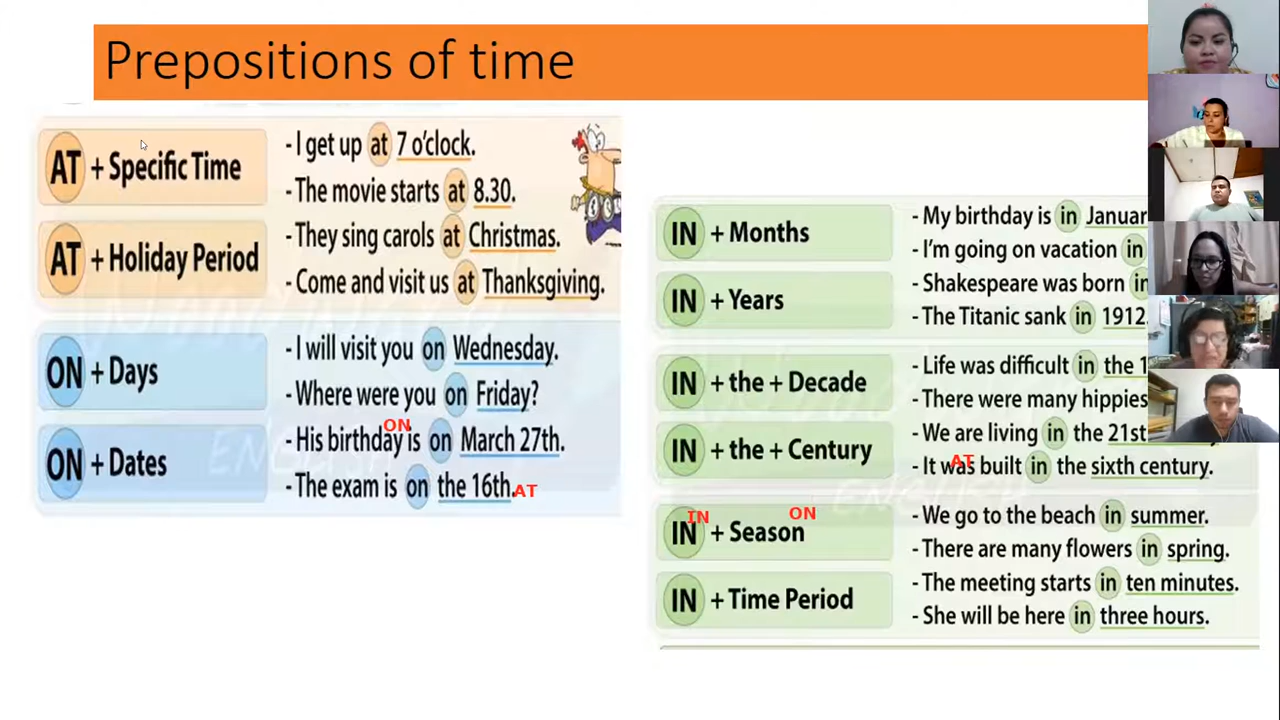 Prepositions of time
AT + Specific Time
- I get up at 7 o'clock.
- The movie starts at 8.30.
AT + Holiday Period
- They sing carols at Christmas.
- Come and visit us at Thanksgiving.
ON + Days
- I will visit you on Wednesday.
- Where were you on Friday?
ON
ON + Dates
- His birthday is on March 27th.
- The exam is on the 16th.
AT
IN + Months
- My birthday is in Januar
- I'm going on vacation in
IN + Years
- Shakespeare was born in
- The Titanic sank in 1912.
IN + the + Decade
- Life was difficult in the 1
- There were many hippies
IN + the + Century
- We are living in the 21st
AT
- It was built in the sixth century.
IN
ON
IN + Season
- We go to the beach in summer.
- There are many flowers in spring.
IN + Time Period
- The meeting starts in ten minutes.
- She will be here in three hours.